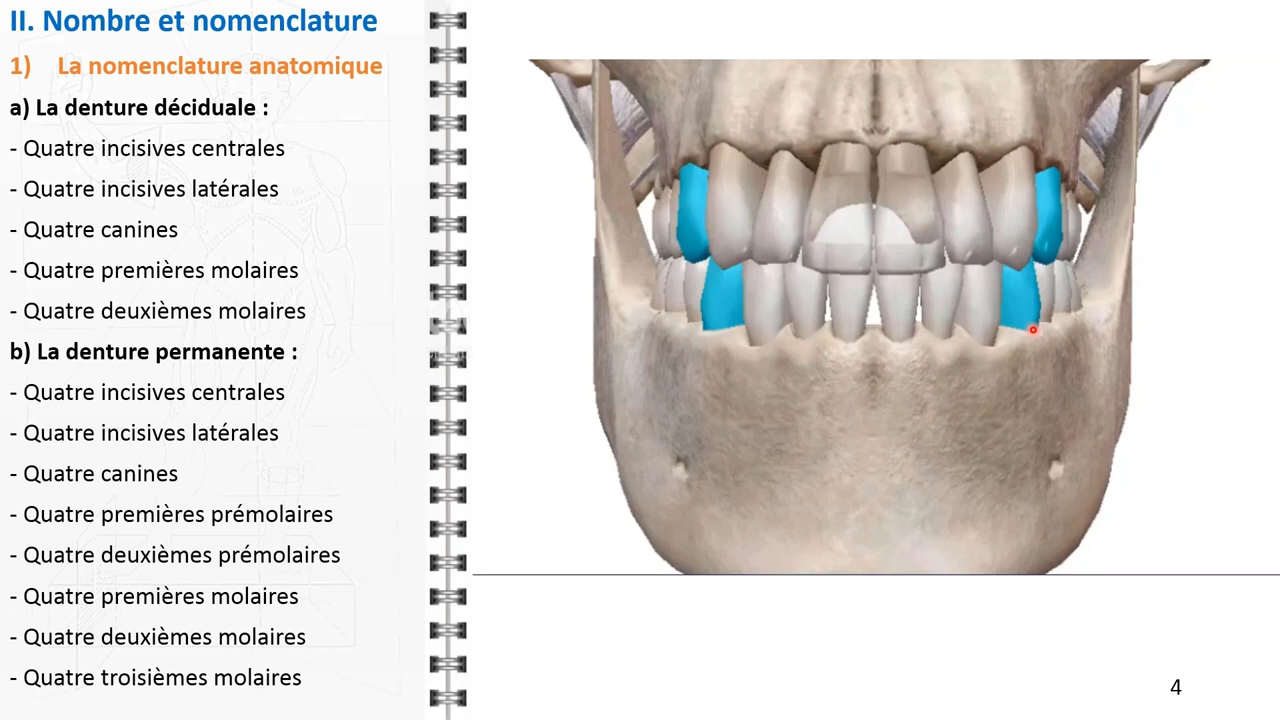 II. Nombre et nomenclature
1) La nomenclature anatomique
a) La denture déciduale :
- Quatre incisives centrales
- Quatre incisives latérales
- Quatre canines
- Quatre premières molaires
- Quatre deuxièmes molaires
b) La denture permanente :
- Quatre incisives centrales
- Quatre incisives latérales
- Quatre canines
- Quatre premières prémolaires
- Quatre deuxièmes prémolaires
- Quatre premières molaires
- Quatre deuxièmes molaires
- Quatre troisièmes molaires
4